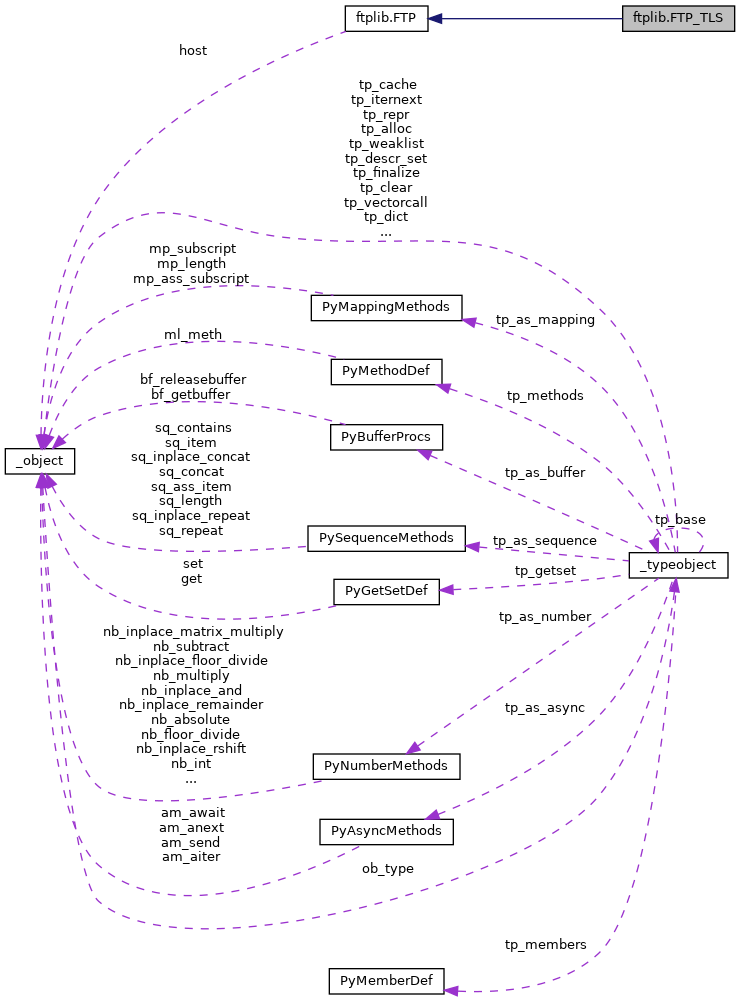 ftplib.FTP
ftplib.FTP_TLS
host
tp_cache
tp_iternext
tp_repr
tp_alloc
tp_weaklist
tp_descr_set
tp_finalize
tp_clear
tp_vectorcall
tp_dict
...
mp_subscript
mp_length
mp_ass_subscript
PyMappingMethods
tp_as_mapping
ml_meth
PyMethodDef
tp_methods
bf_releasebuffer
bf_getbuffer
PyBufferProcs
tp_as_buffer
_object
sq_contains
sq_item
sq_inplace_concat
sq_concat
sq_ass_item
sq_length
sq_inplace_repeat
sq_repeat
PySequenceMethods
tp_as_sequence
tp_base
_typeobject
set
get
PyGetSetDef
tp_getset
tp_as_number
nb_inplace_matrix_multiply
nb_subtract
nb_inplace_floor_divide
nb_multiply
nb_inplace_and
nb_inplace_remainder
nb_absolute
nb_floor_divide
nb_inplace_rshift
nb_int
...
PyNumberMethods
tp_as_async
am_await
am_anext
am_send
am_aiter
PyAsyncMethods
ob_type
tp_members
PyMemberDef